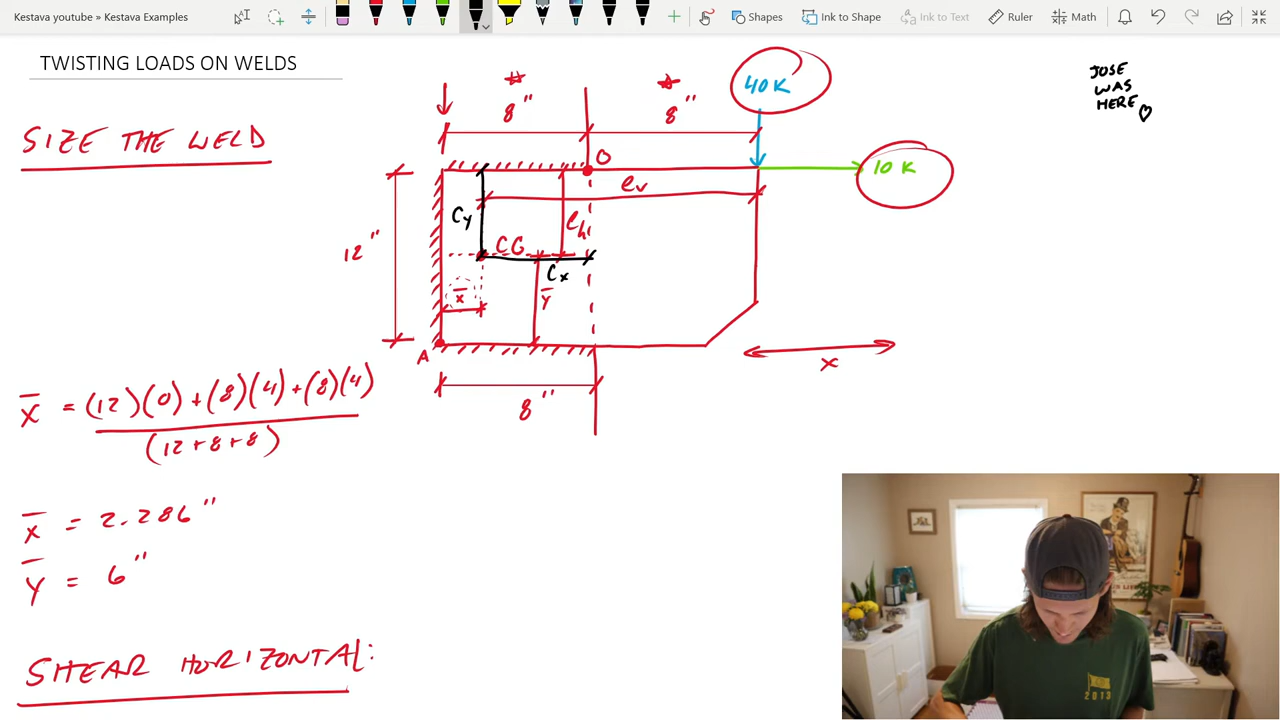 Kestava youtube » Kestava Examples
Shapes
Ink to Shape
Ink to Text
Ruler
Math
TWISTING LOADS ON WELDS
SIZE THE WELD
8"
8"
40K
10K
JOSE
WAS
HERE
O
ev
Cy
eh
CG
Cx
12"
x̅
y̅
A
x
8"
x̅ = (12)(0)+(8)(4)+(8)(4)
(12+8+8)
x̅ = 2.286"
y̅ = 6"
SHEAR HORIZONTAL:
2013